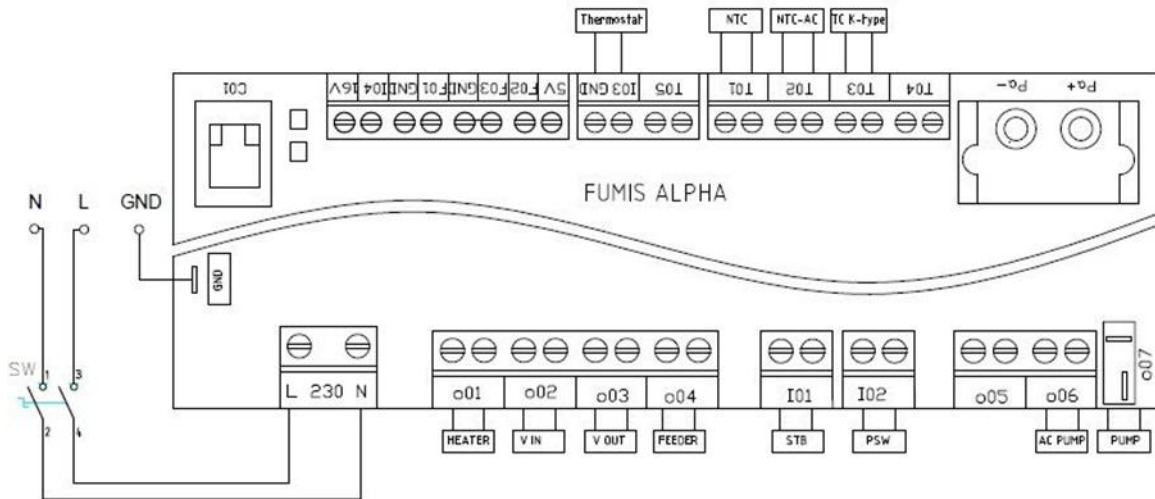 Thermostat NTC NTC-AC TC K-type
C01 16V I04 GND F01 GND F03 F02 5V GND I03 T05 T01 T02 T03 T04 Pa- Pa+
FUMIS ALPHA
N L GND
GND
SW 1 3
2 4
L 230 N o01 o02 o03 o04 I01 I02 o05 o06 o07
HEATER V IN V OUT FEEDER STB PSW AC PUMP PUMP